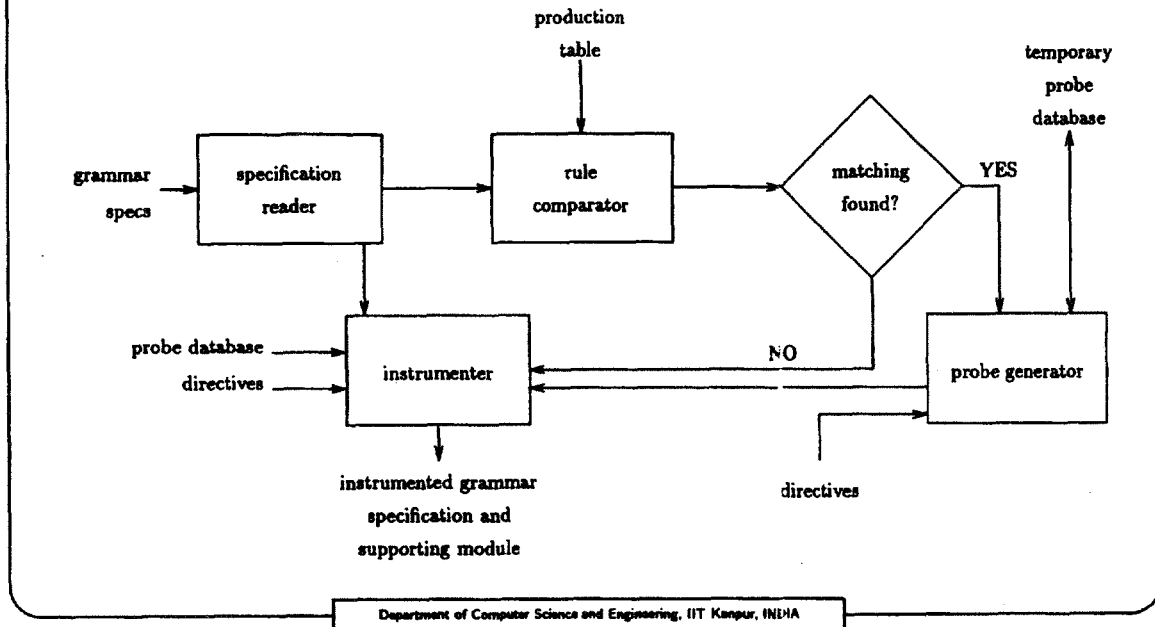 production
table
temporary
probe
database
grammar
specs
specification
reader
rule
comparator
matching
found?
YES
probe database
directives
instrumenter
NO
probe generator
instrumented grammar
specification and
supporting module
directives
Department of Computer Science and Engineering, IIT Kanpur, INDIA